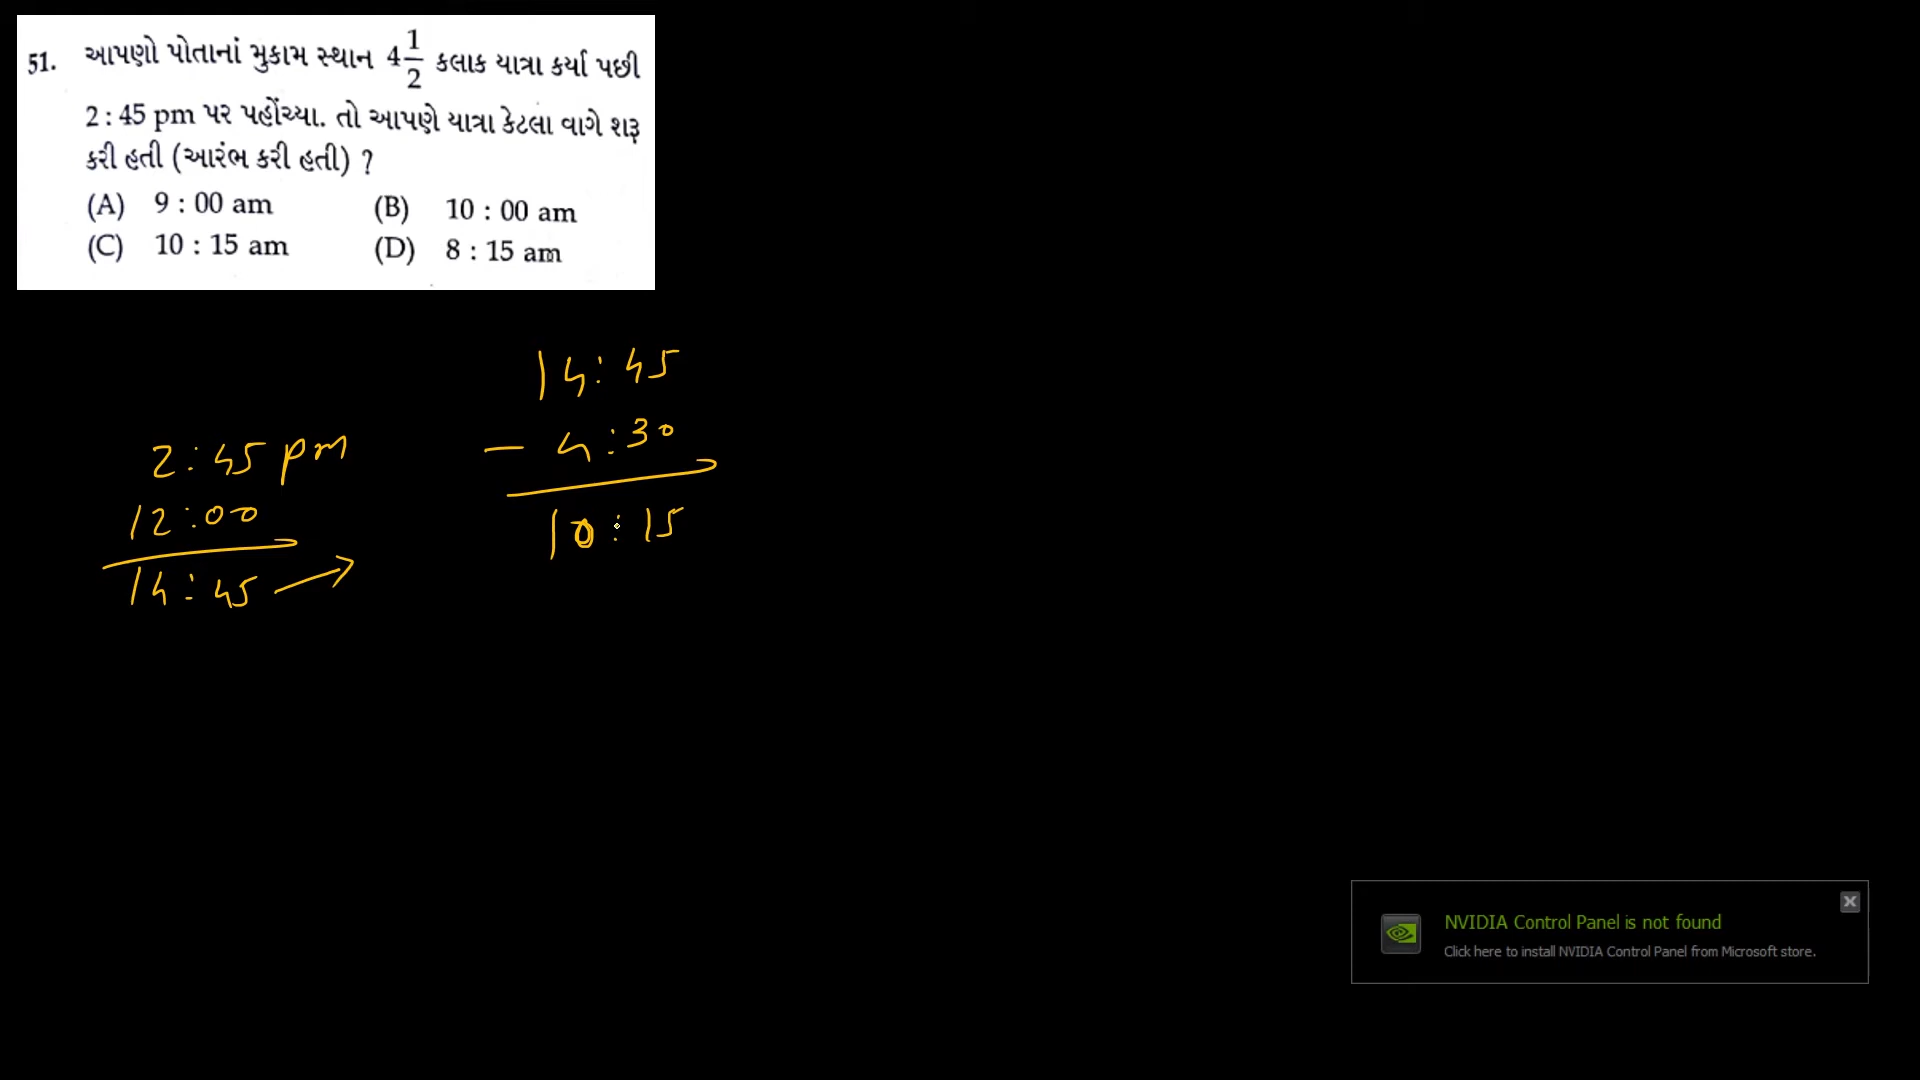 51. આપણો પોતાનાં મુકામ સ્થાન 4 1/2 કલાક યાત્રા કર્યા પછી
2 : 45 pm પર પહોંચ્યા. તો આપણે યાત્રા કેટલા વાગે શરૂ
કરી હતી (આરંભ કરી હતી) ?
(A) 9 : 00 am (B) 10 : 00 am
(C) 10 : 15 am (D) 8 : 15 am
2:45 pm
12:00
14:45
14:45
- 4:30
10:15
NVIDIA Control Panel is not found
Click here to install NVIDIA Control Panel from Microsoft store.